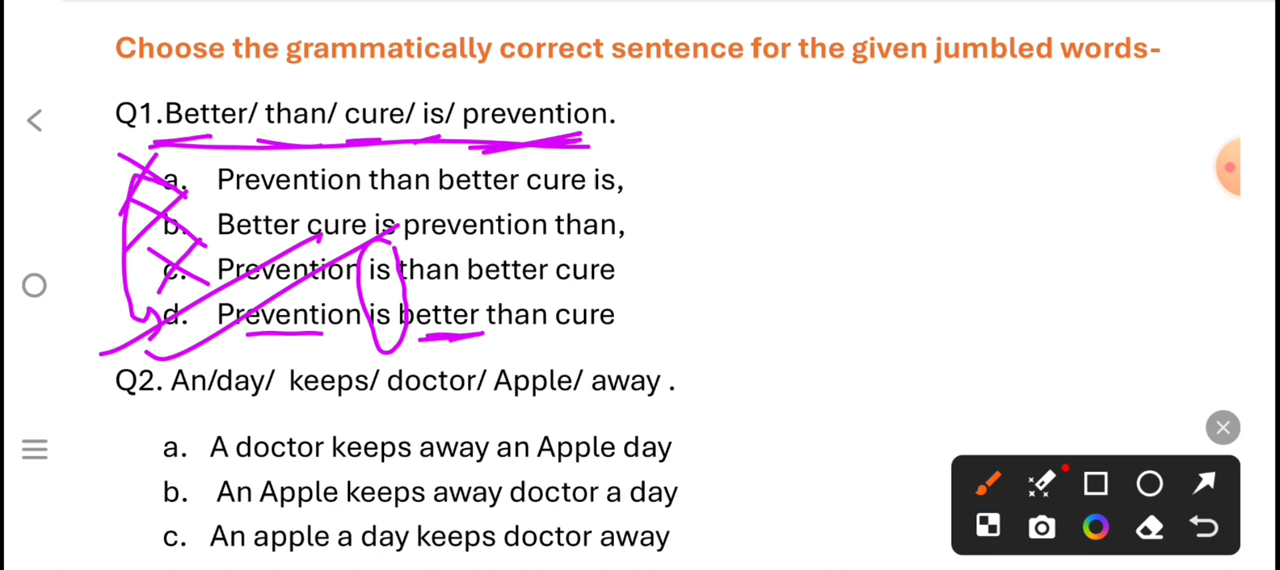 Choose the grammatically correct sentence for the given jumbled words-
Q1.Better/ than/ cure/ is/ prevention.
a. Prevention than better cure is,
b. Better cure is prevention than,
c. Prevention is than better cure
d. Prevention is better than cure
Q2. An/day/ keeps/ doctor/ Apple/ away .
a. A doctor keeps away an Apple day
b. An Apple keeps away doctor a day
c. An apple a day keeps doctor away